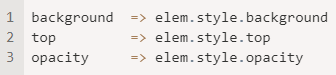 1 background  => elem.style.background
2 top         => elem.style.top
3 opacity     => elem.style.opacity